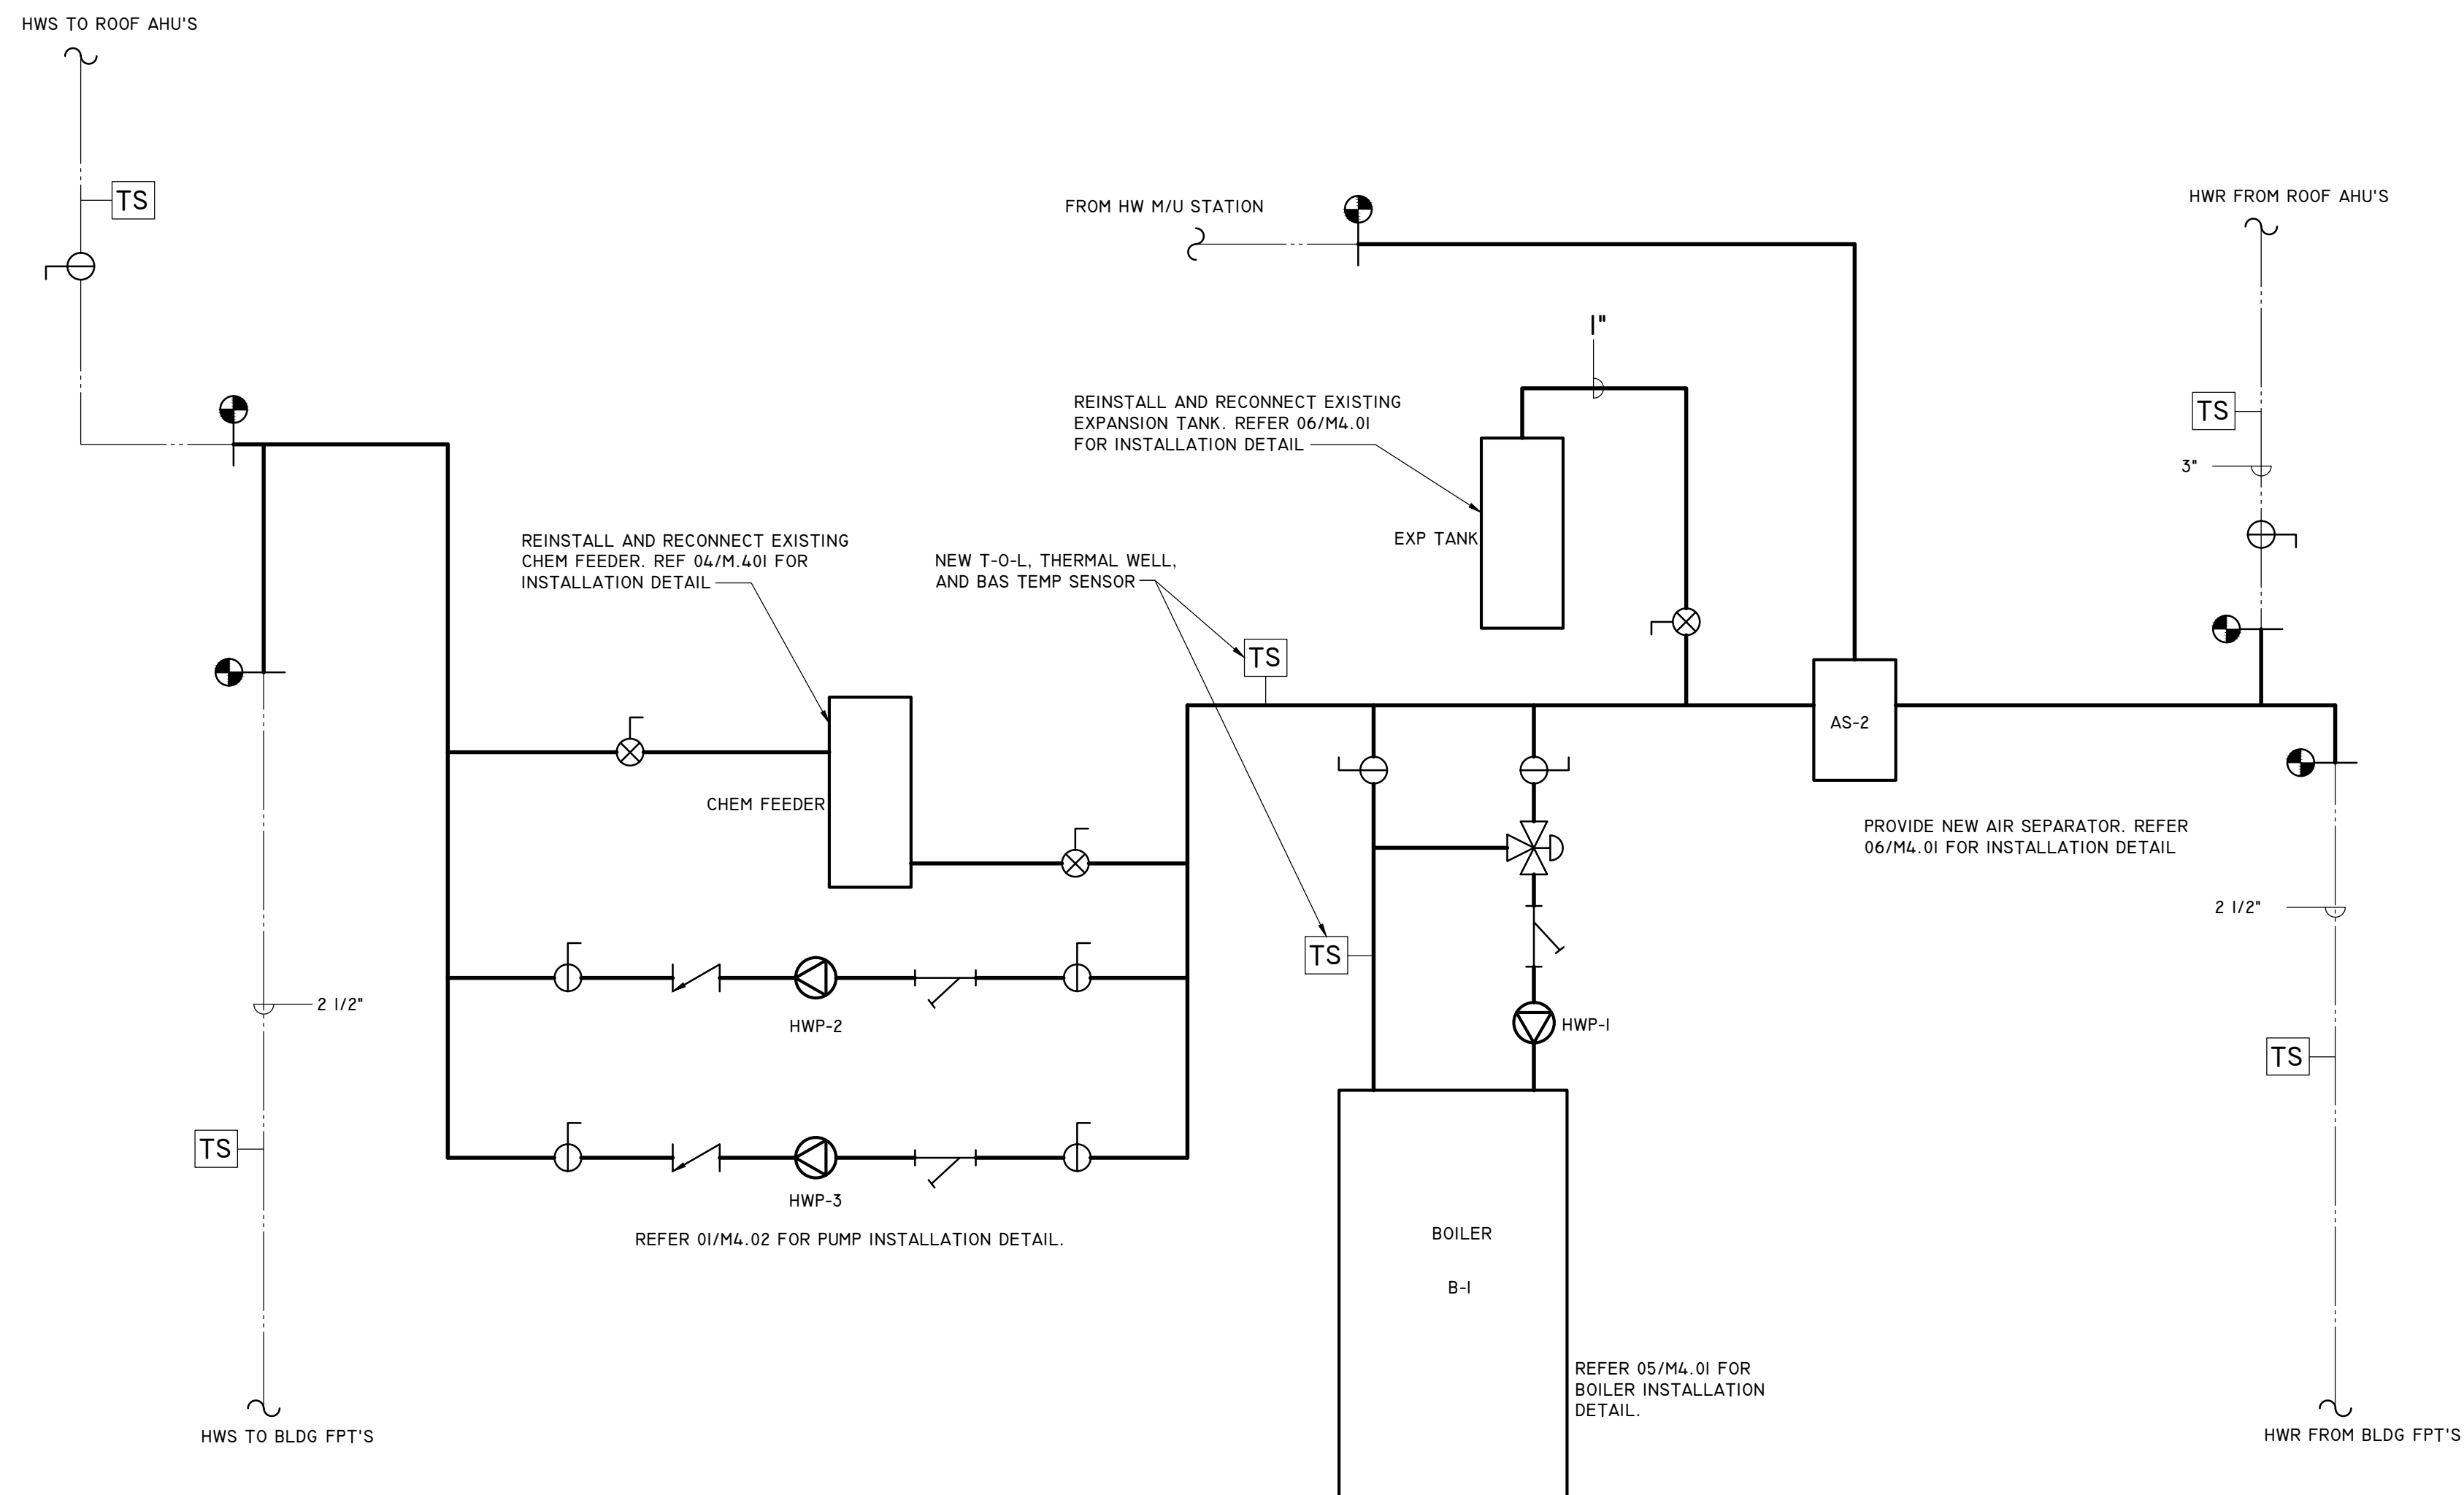 HWS TO ROOF AHU'S
TS
FROM HW M/U STATION
HWR FROM ROOF AHU'S
1"
REINSTALL AND RECONNECT EXISTING
EXPANSION TANK. REFER 06/M4.01
FOR INSTALLATION DETAIL
TS
3"
EXP TANK
REINSTALL AND RECONNECT EXISTING
CHEM FEEDER. REF 04/M.401 FOR
INSTALLATION DETAIL
NEW T-O-L, THERMAL WELL,
AND BAS TEMP SENSOR
TS
AS-2
CHEM FEEDER
PROVIDE NEW AIR SEPARATOR. REFER
06/M4.01 FOR INSTALLATION DETAIL
2 1/2"
TS
2 1/2"
HWP-2
HWP-1
TS
TS
HWP-3
REFER 01/M4.02 FOR PUMP INSTALLATION DETAIL.
BOILER
B-1
REFER 05/M4.01 FOR
BOILER INSTALLATION
DETAIL.
HWS TO BLDG FPT'S
HWR FROM BLDG FPT'S